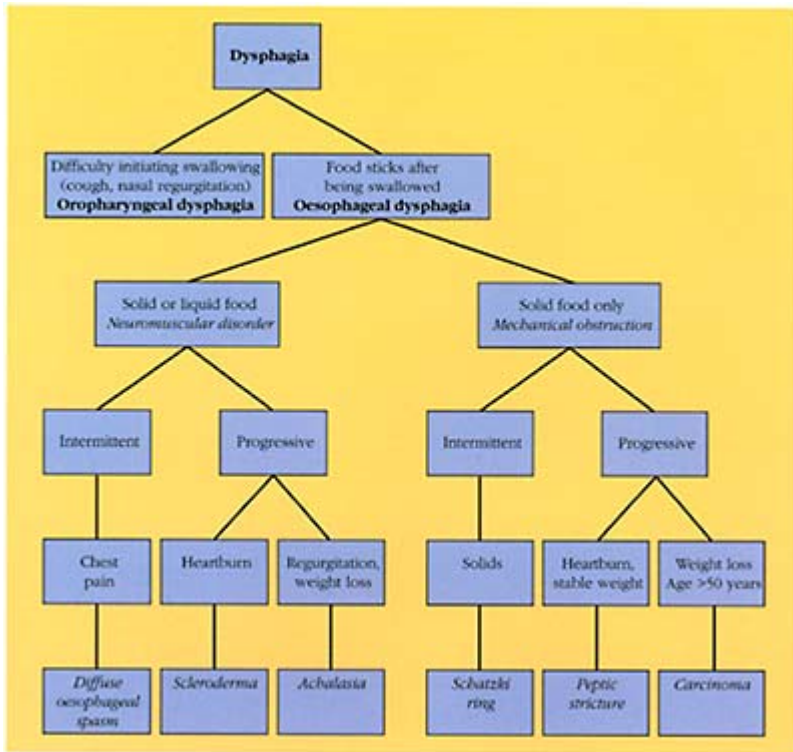 Dysphagia
Difficulty initiating swallowing
(cough, nasal regurgitation)
Oropharyngeal dysphagia
Food sticks after
being swallowed
Oesophageal dysphagia
Solid or liquid food
Neuromuscular disorder
Solid food only
Mechanical obstruction
Intermittent
Progressive
Intermittent
Progressive
Chest
pain
Heartburn
Regurgitation,
weight loss
Solids
Heartburn,
stable weight
Weight loss
Age >50 years
Diffuse
oesophageal
spasm
Scleroderma
Achalasia
Schatzki
ring
Peptic
stricture
Carcinoma